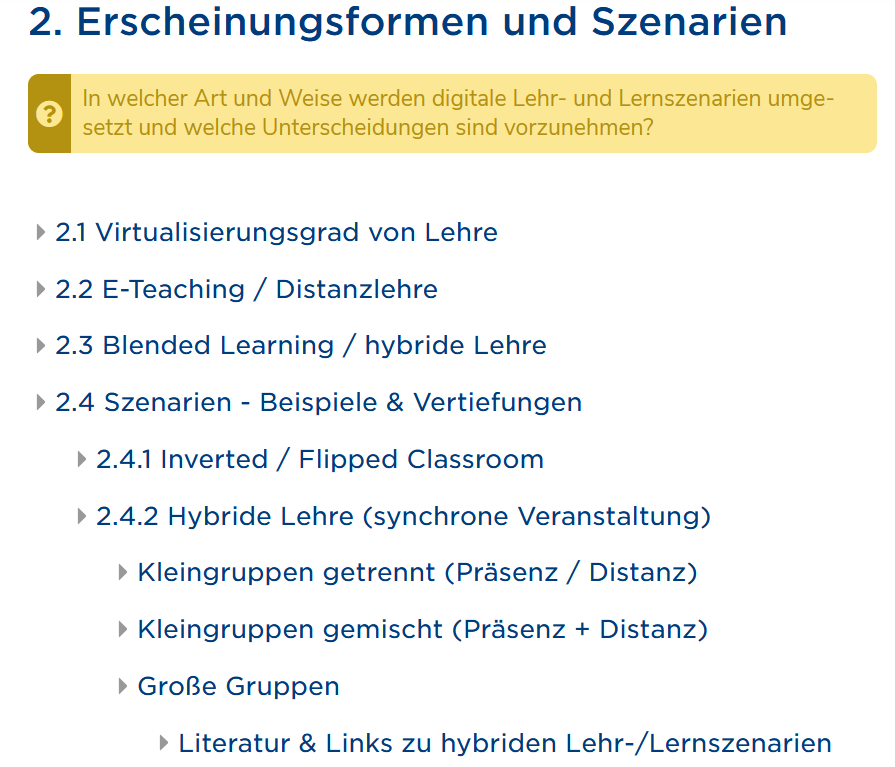 2. Erscheinungsformen und Szenarien
In welcher Art und Weise werden digitale Lehr- und Lernszenarien umge-
setzt und welche Unterscheidungen sind vorzunehmen?
2.1 Virtualisierungsgrad von Lehre
2.2 E-Teaching / Distanzlehre
2.3 Blended Learning / hybride Lehre
2.4 Szenarien - Beispiele & Vertiefungen
2.4.1 Inverted / Flipped Classroom
2.4.2 Hybride Lehre (synchrone Veranstaltung)
Kleingruppen getrennt (Präsenz / Distanz)
Kleingruppen gemischt (Präsenz + Distanz)
Große Gruppen
Literatur & Links zu hybriden Lehr-/Lernszenarien